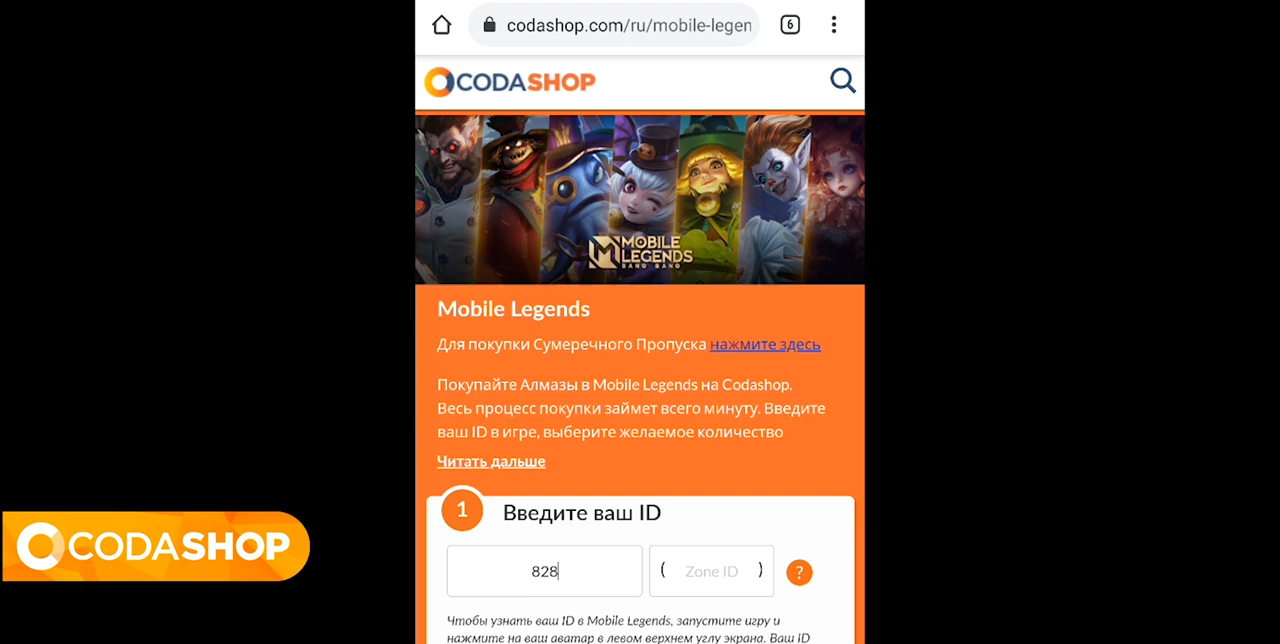 codashop.com/ru/mobile-legen
6
CODASHOP
MOBILE
LEGENDS
BANG BANG
Mobile Legends
Для покупки Сумеречного Пропуска нажмите здесь
Покупайте Алмазы в Mobile Legends на Codashop.
Весь процесс покупки займет всего минуту. Введите
ваш ID в игре, выберите желаемое количество
Читать дальше
1 Введите ваш ID
828 ( Zone ID ) ?
CODASHOP
Чтобы узнать ваш ID в Mobile Legends, запустите игру и
нажмите на ваш аватар в левом верхнем углу экрана. Ваш ID